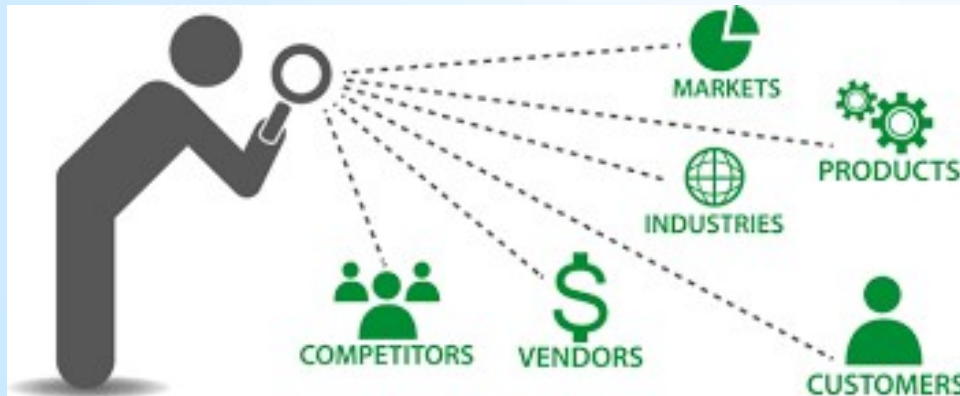 MARKETS
PRODUCTS
INDUSTRIES
COMPETITORS
VENDORS
CUSTOMERS